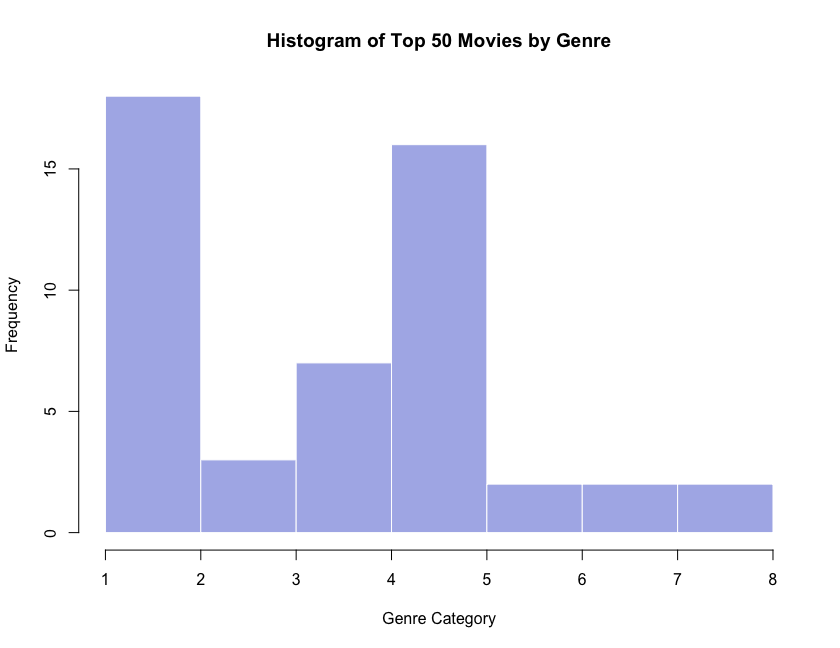 Histogram of Top 50 Movies by Genre
Frequency
15
10
5
0
1 2 3 4 5 6 7 8
Genre Category